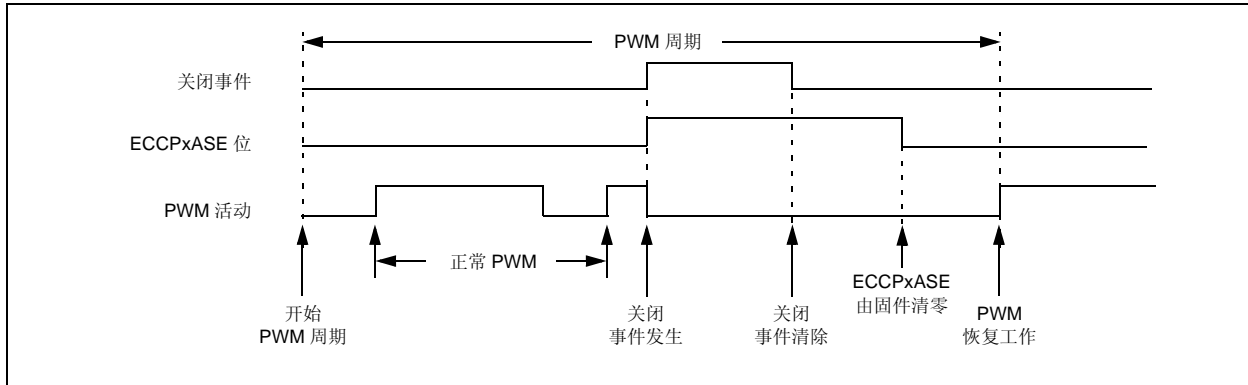 PWM 周期
关闭事件
ECCPxASE 位
PWM 活动
正常 PWM
开始
PWM 周期
关闭
事件发生
关闭
事件清除
ECCPxASE
由固件清零
PWM
恢复工作